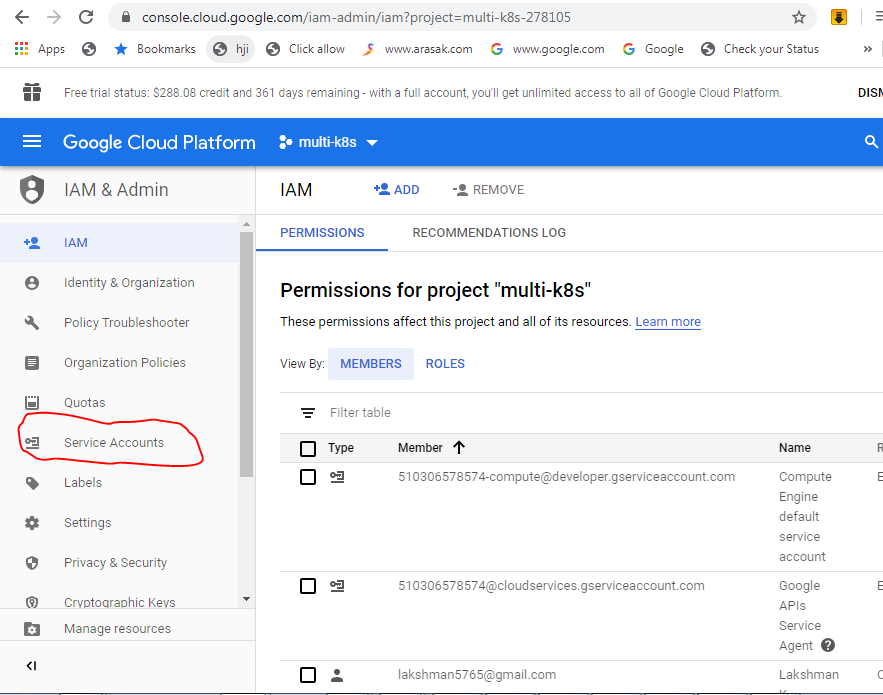 console.cloud.google.com/iam-admin/iam?project=multi-k8s-278105
Apps
Bookmarks
hji
Click allow
www.arasak.com
www.google.com
Google
Check your Status
»
Free trial status: $288.08 credit and 361 days remaining - with a full account, you'll get unlimited access to all of Google Cloud Platform.
Google Cloud Platform
multi-k8s
IAM & Admin
IAM
Identity & Organization
Policy Troubleshooter
Organization Policies
Quotas
Service Accounts
Labels
Settings
Privacy & Security
Cryptographic Keys
Manage resources
IAM
ADD
REMOVE
PERMISSIONS
RECOMMENDATIONS LOG
Permissions for project "multi-k8s"
These permissions affect this project and all of its resources. Learn more
View By: MEMBERS ROLES
Filter table
Type Member Name
510306578574-compute@developer.gserviceaccount.com
Compute
Engine
default
service
account
510306578574@cloudservices.gserviceaccount.com
Google
APIs
Service
Agent
lakshman5765@gmail.com
Lakshman